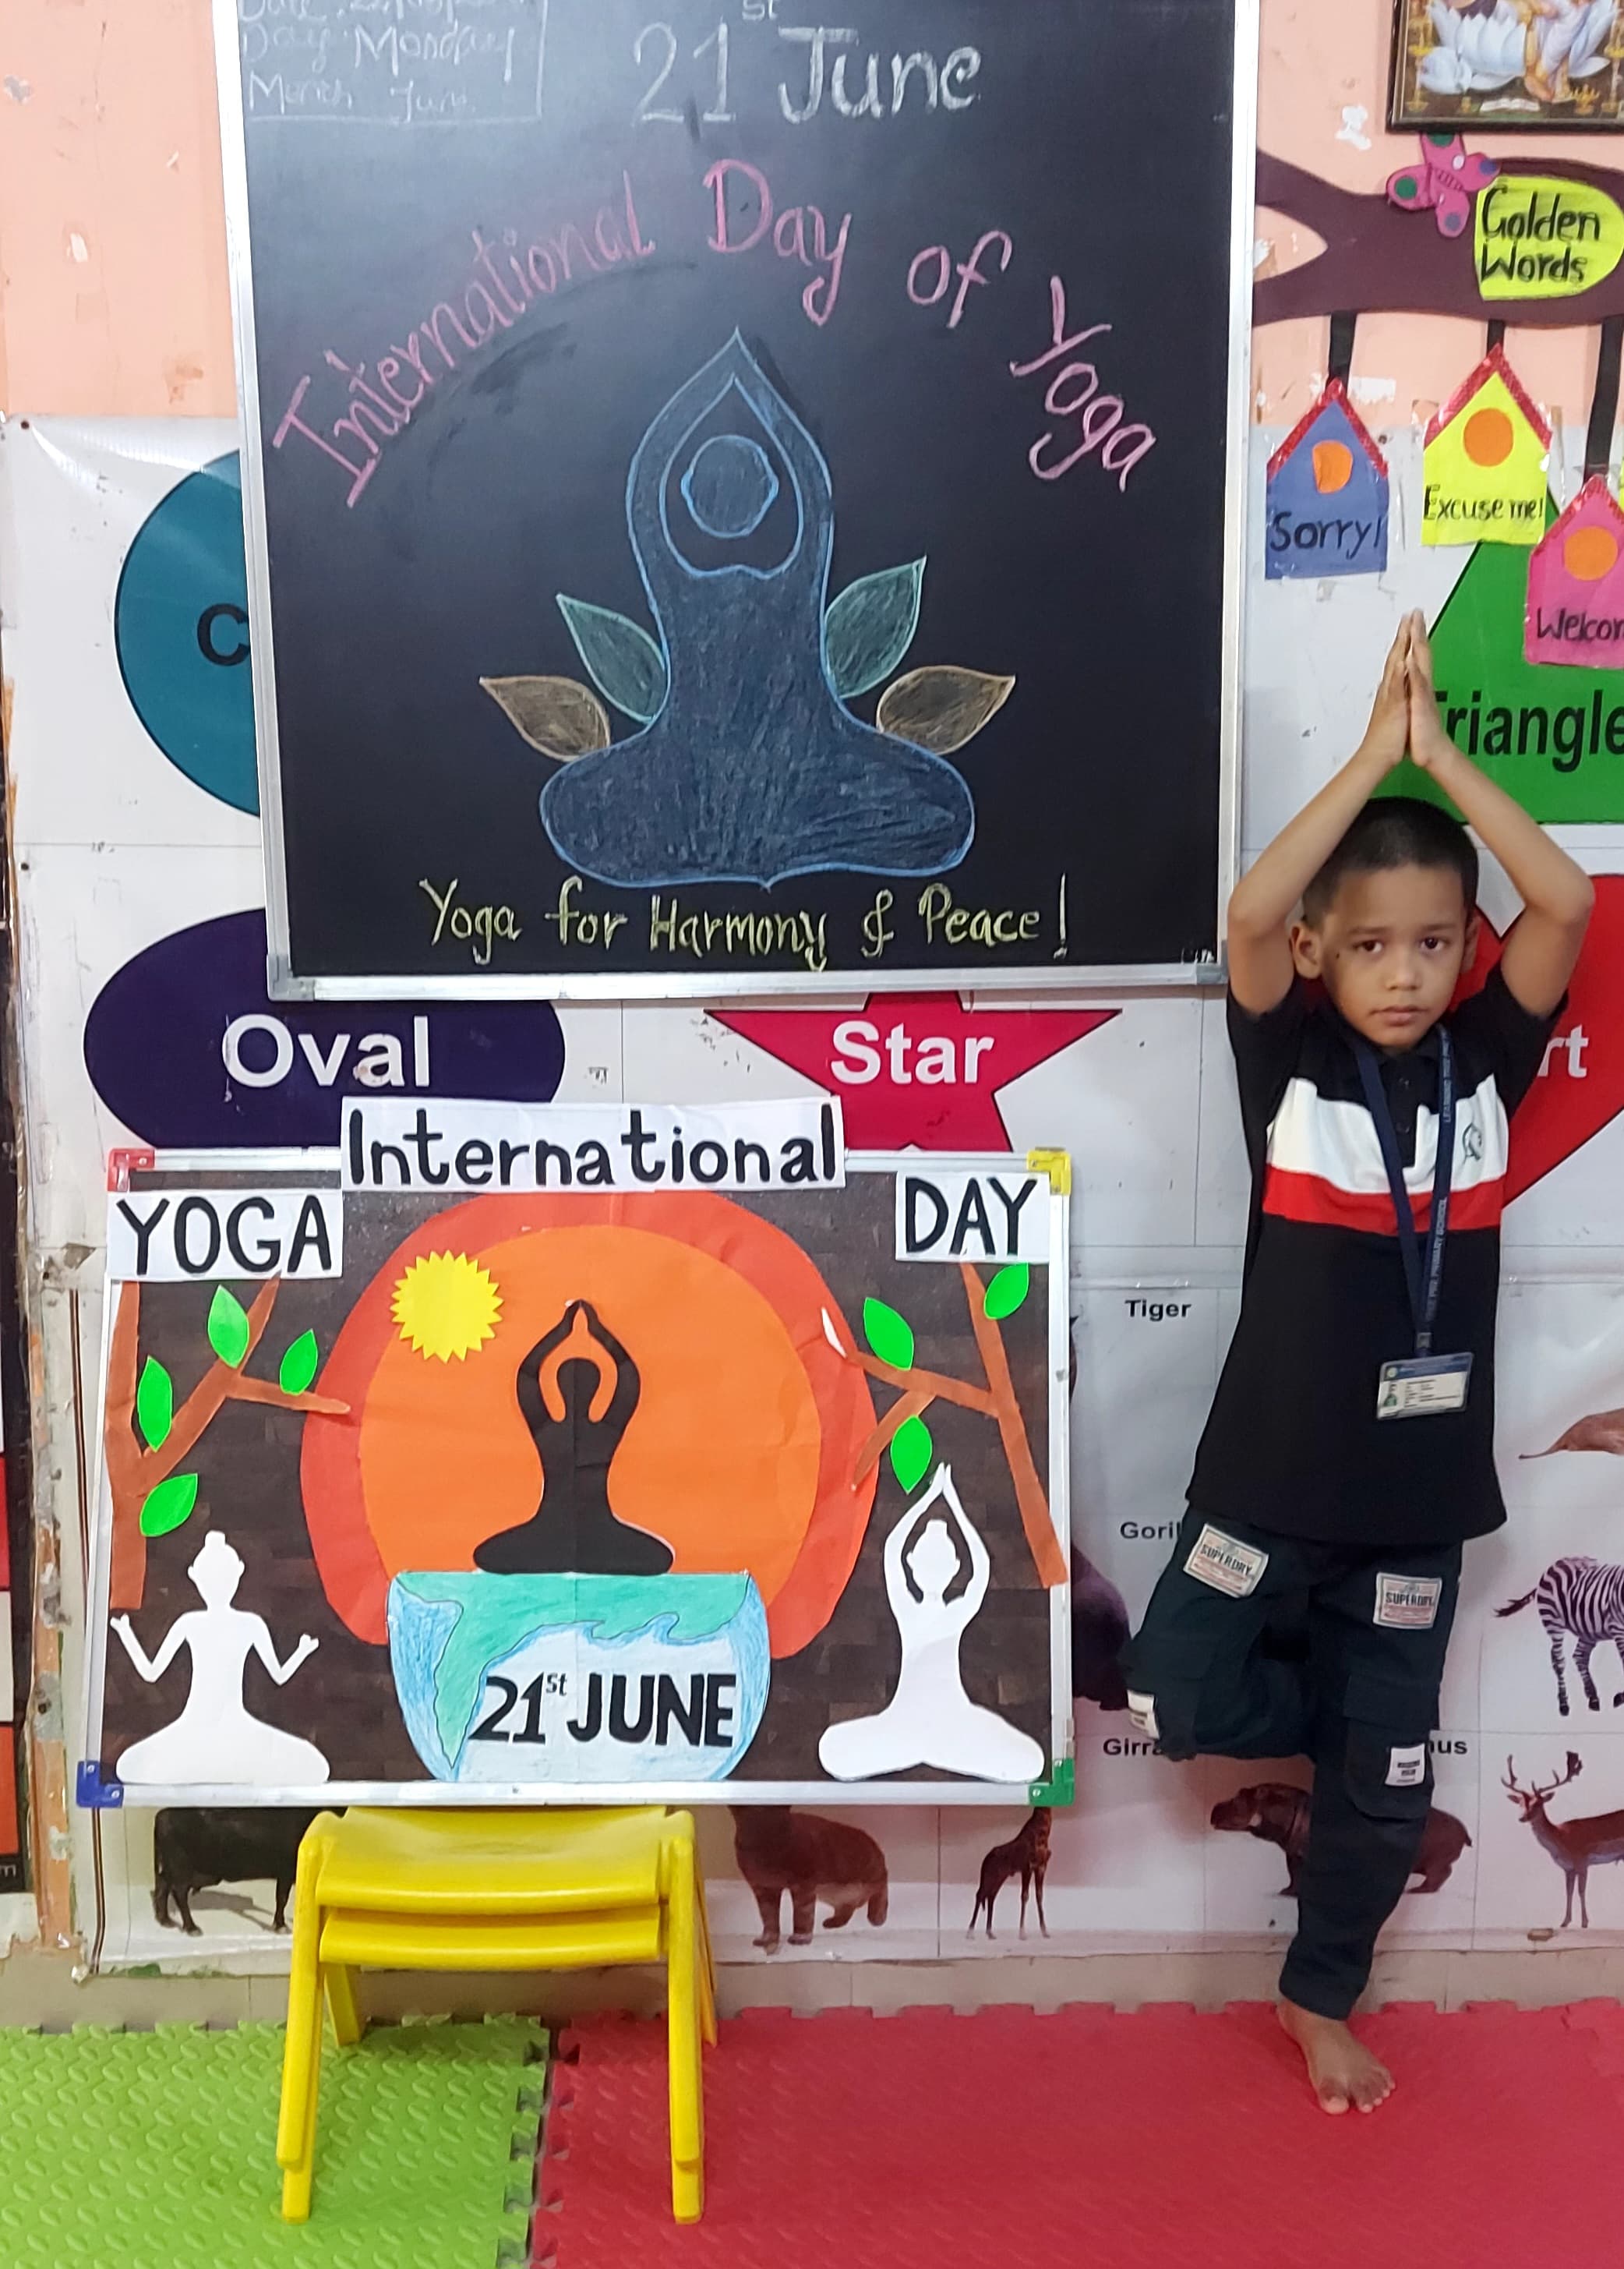 Day: Monday
Month June
21st June
International Day of Yoga
Golden
Words
Sorry!
Excuse me!
Welcom
Triangle
C
Yoga for Harmony & Peace!
Oval
Star
rt
International
YOGA
DAY
21st JUNE
Tiger
Goril
Girra
us
SUPERDRY
SUPERDRY